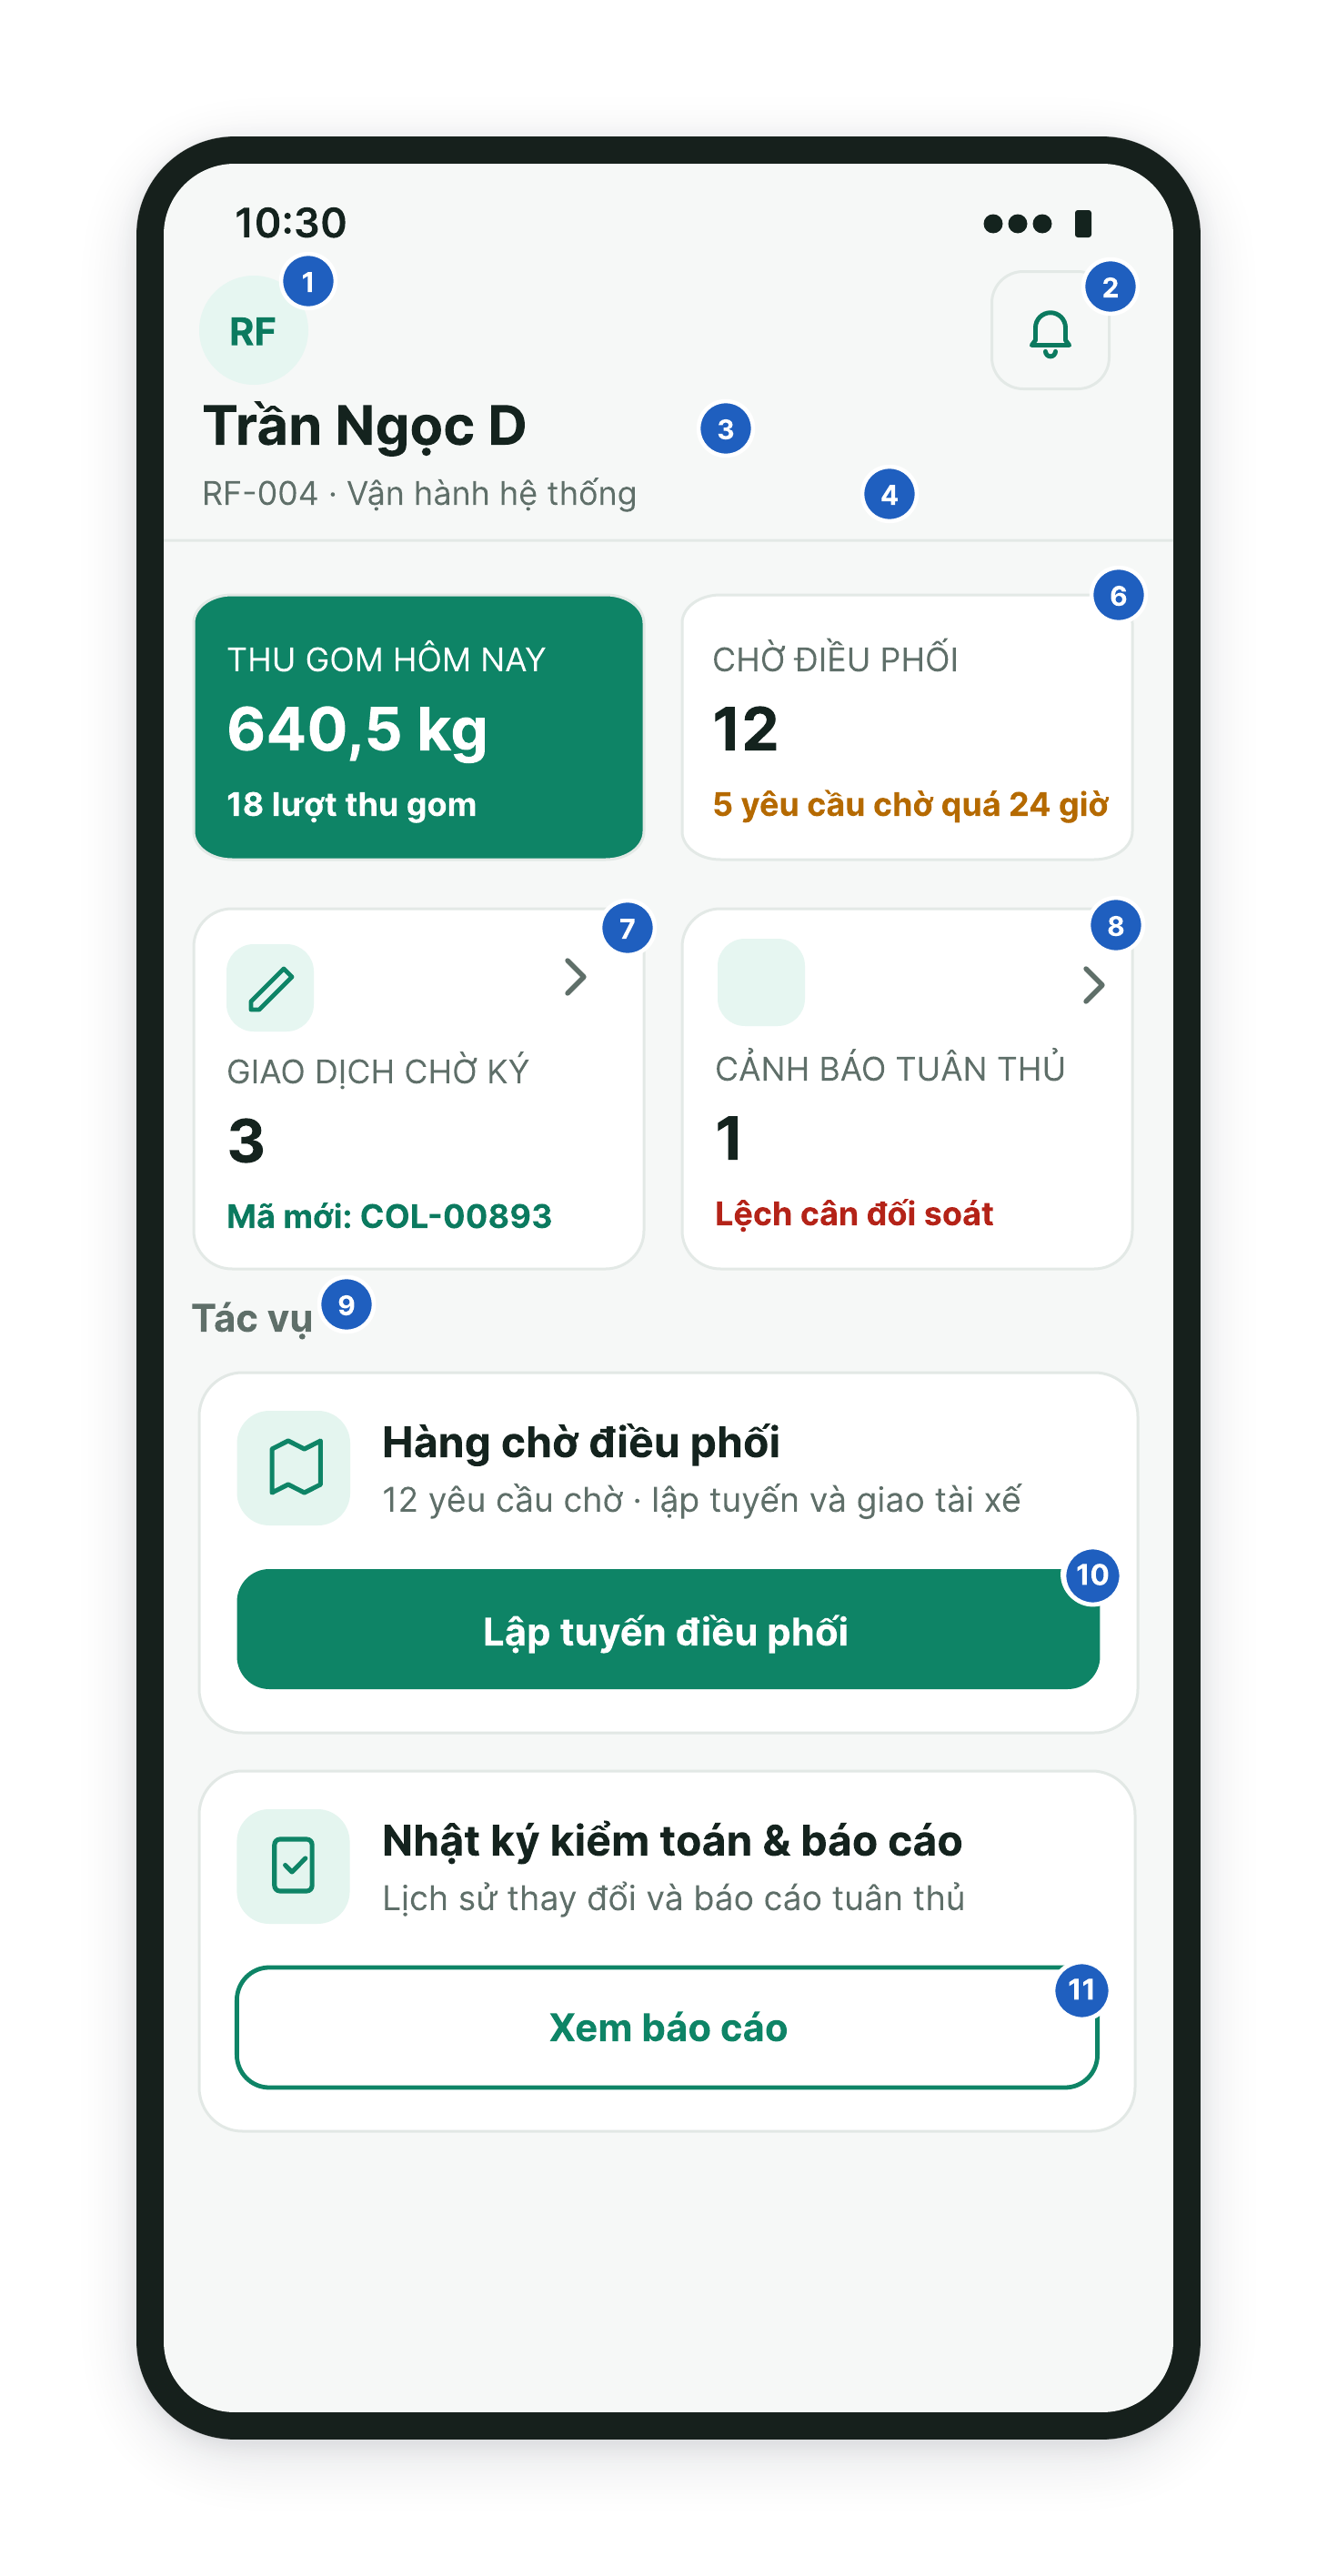 10:30
1
2
RF
Trần Ngọc D
3
RF-004 · Vận hành hệ thống
4
6
THU GOM HÔM NAY
640,5 kg
18 lượt thu gom
CHỜ ĐIỀU PHỐI
12
5 yêu cầu chờ quá 24 giờ
7
GIAO DỊCH CHỜ KÝ
3
Mã mới: COL-00893
8
CẢNH BÁO TUÂN THỦ
1
Lệch cân đối soát
Tác vụ
9
Hàng chờ điều phối
12 yêu cầu chờ · lập tuyến và giao tài xế
10
Lập tuyến điều phối
Nhật ký kiểm toán & báo cáo
Lịch sử thay đổi và báo cáo tuân thủ
11
Xem báo cáo